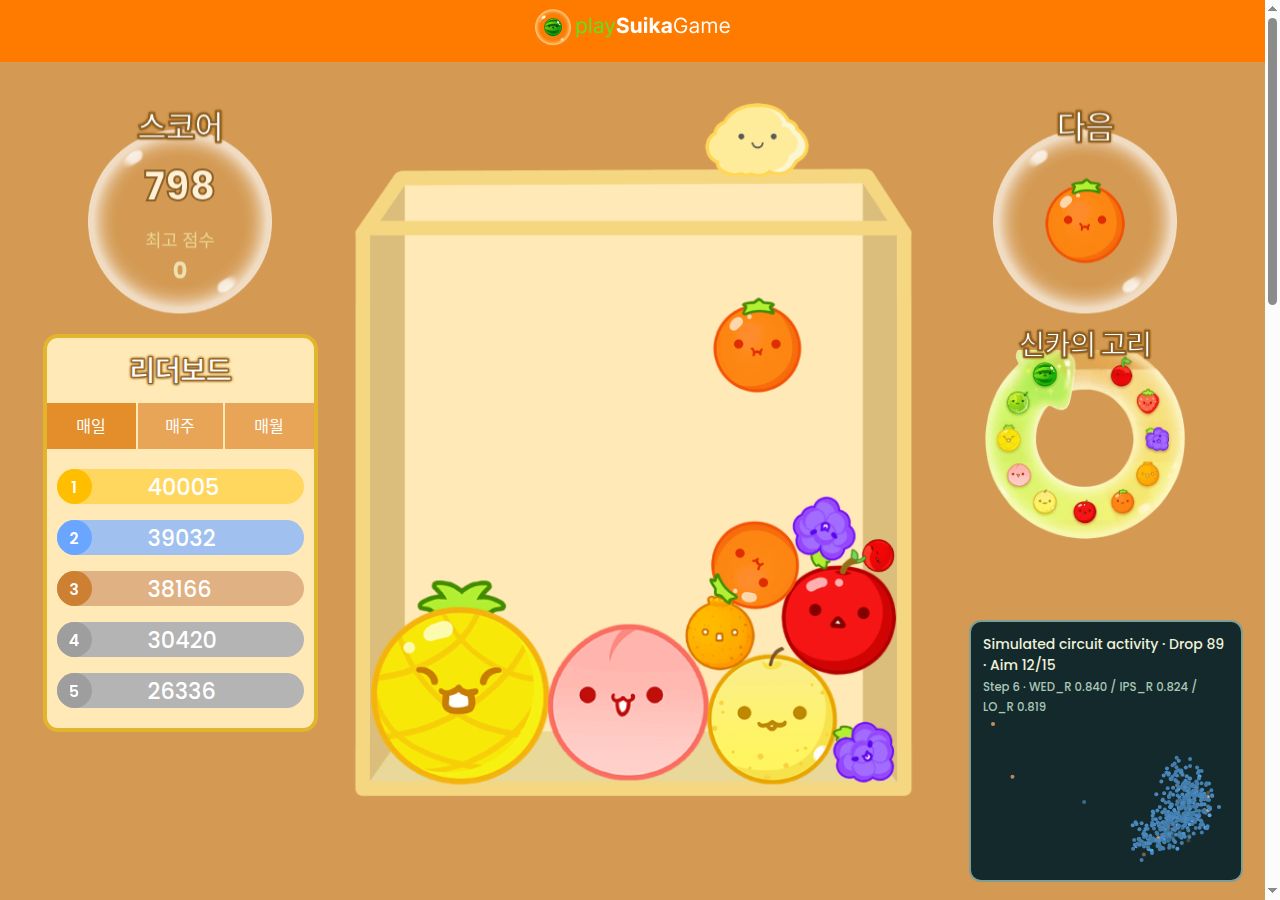 playSuikaGame
스코어
798
최고 점수
0
리더보드
매일 매주 매월
1 40005
2 39032
3 38166
4 30420
5 26336
다음
신카의 고리
Simulated circuit activity · Drop 89
· Aim 12/15
Step 6 · WED_R 0.840 / IPS_R 0.824 /
LO_R 0.819